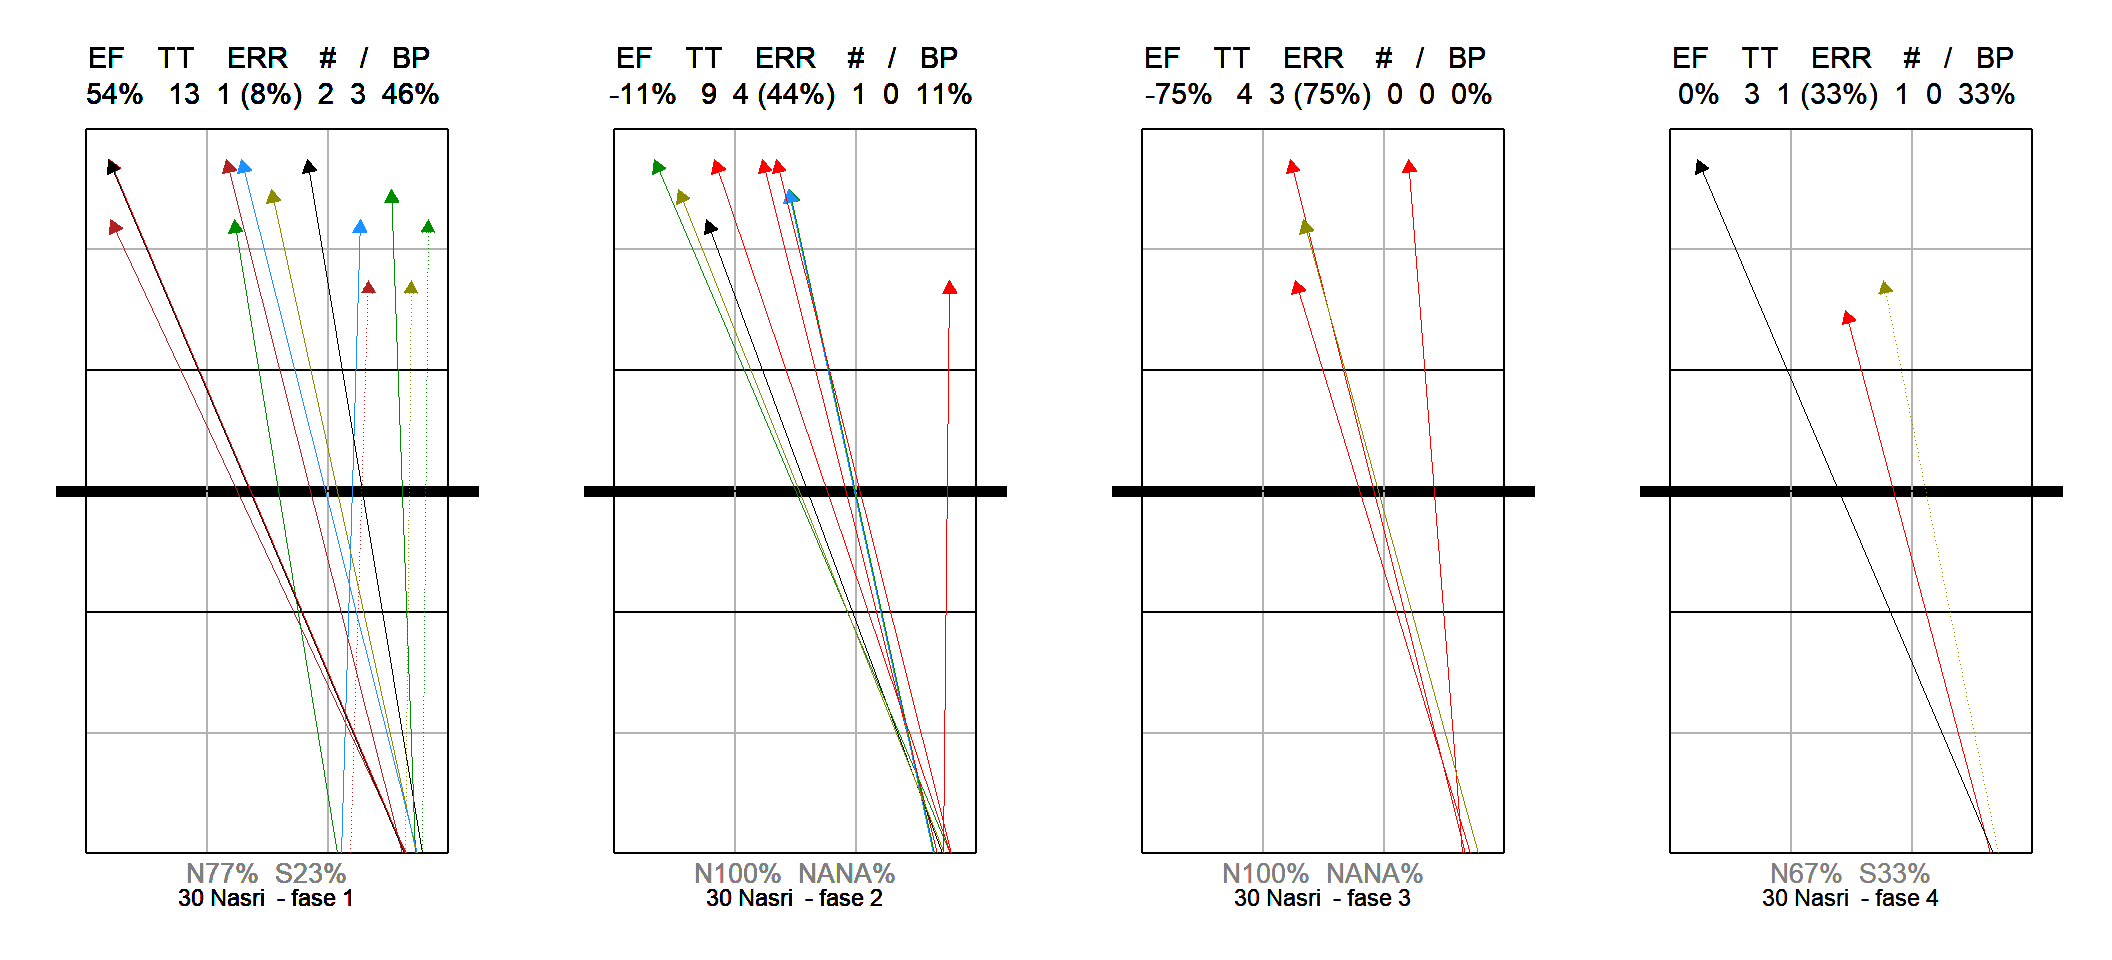 EF TT ERR # / BP
54% 13 1 (8%) 2 3 46%
N77% S23%
30 Nasri - fase 1
EF TT ERR # / BP
-11% 9 4 (44%) 1 0 11%
N100% NANA%
30 Nasri - fase 2
EF TT ERR # / BP
-75% 4 3 (75%) 0 0 0%
N100% NANA%
30 Nasri - fase 3
EF TT ERR # / BP
0% 3 1 (33%) 1 0 33%
N67% S33%
30 Nasri - fase 4